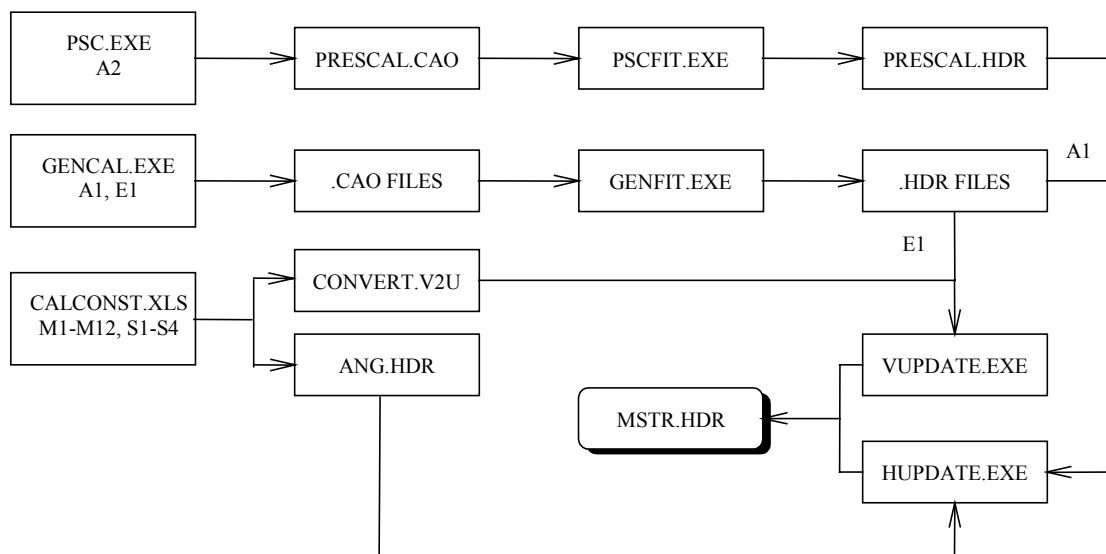 PSC.EXE
A2
PRESCAL.CAO
PSCFIT.EXE
PRESCAL.HDR
GENCAL.EXE
A1, E1
.CAO FILES
GENFIT.EXE
.HDR FILES
A1
E1
CALCONST.XLS
M1-M12, S1-S4
CONVERT.V2U
ANG.HDR
VUPDATE.EXE
MSTR.HDR
HUPDATE.EXE